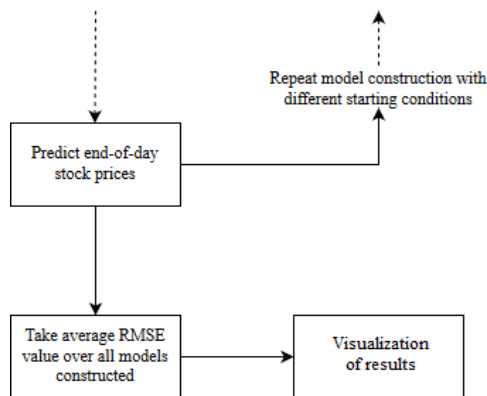 Repeat model construction with
different starting conditions
Predict end-of-day
stock prices
Take average RMSE
value over all models
constructed
Visualization
of results